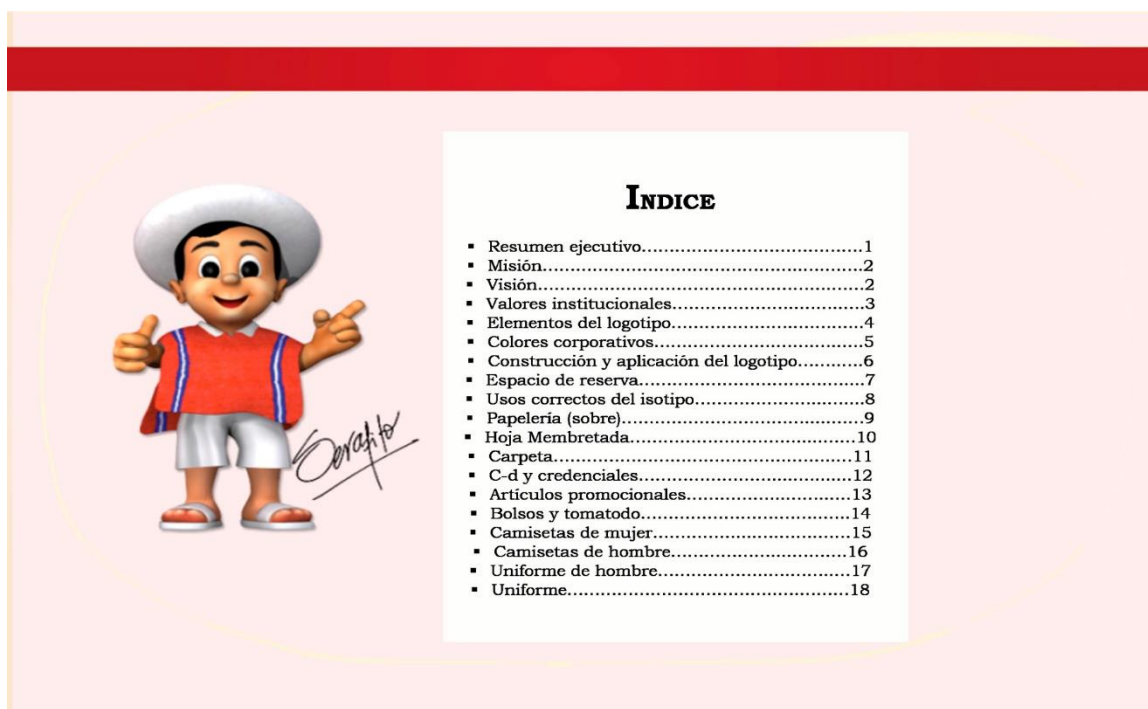 Serafito
INDICE
▪ Resumen ejecutivo........................................1
▪ Misión..........................................................2
▪ Visión...........................................................2
▪ Valores institucionales...................................3
▪ Elementos del logotipo...................................4
▪ Colores corporativos......................................5
▪ Construcción y aplicación del logotipo............6
▪ Espacio de reserva.........................................7
▪ Usos correctos del isotipo...............................8
▪ Papelería (sobre)............................................9
▪ Hoja Membretada.........................................10
▪ Carpeta......................................................11
▪ C-d y credenciales.......................................12
▪ Artículos promocionales..............................13
▪ Bolsos y tomatodo......................................14
▪ Camisetas de mujer....................................15
▪ Camisetas de hombre................................16
▪ Uniforme de hombre...................................17
▪ Uniforme...................................................18